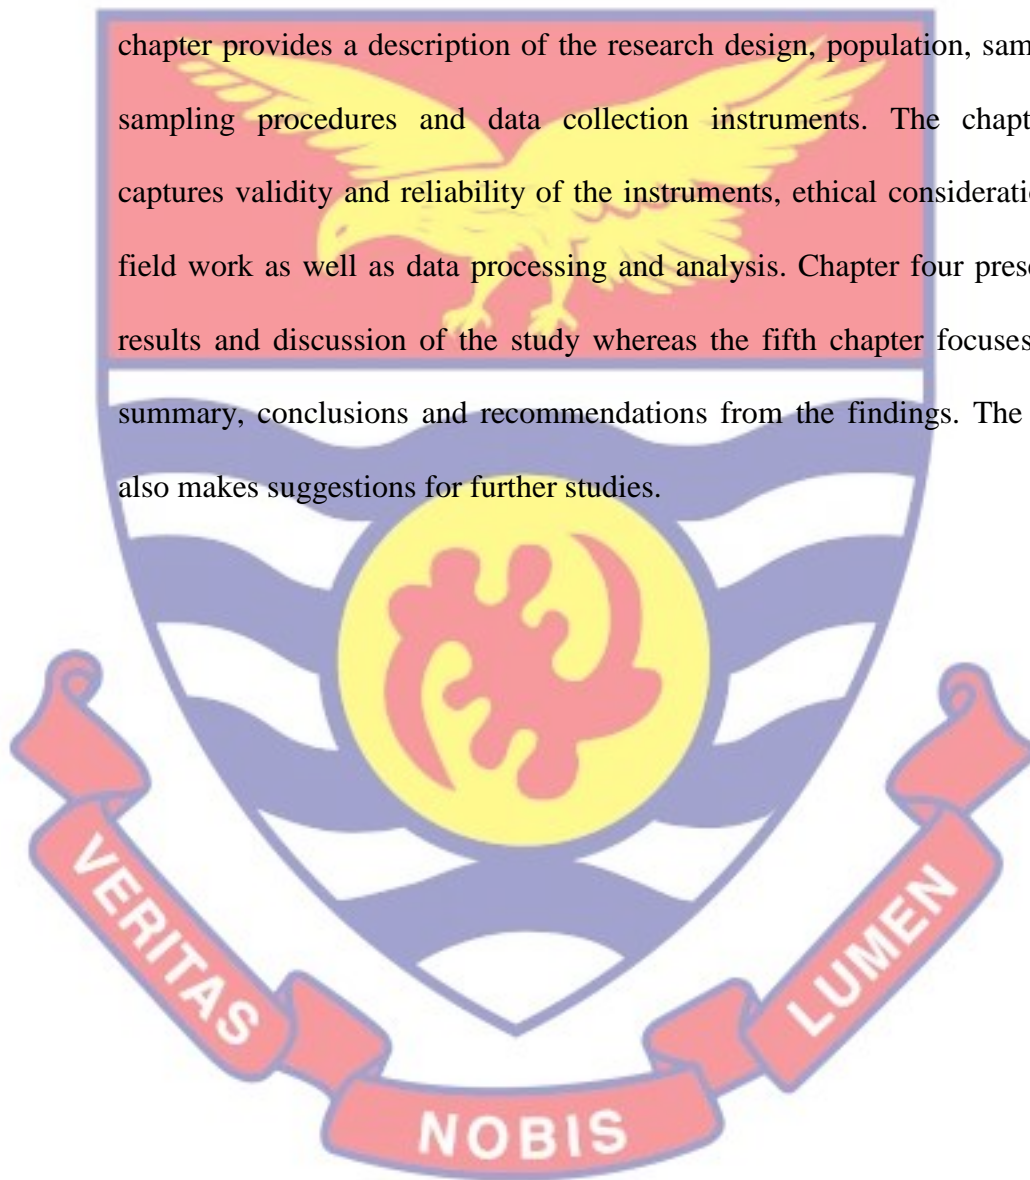 chapter provides a description of the research design, population, sam
sampling procedures and data collection instruments. The chapt
captures validity and reliability of the instruments, ethical considerati
field work as well as data processing and analysis. Chapter four prese
results and discussion of the study whereas the fifth chapter focuses
summary, conclusions and recommendations from the findings. The
also makes suggestions for further studies.
VERITAS
NOBIS
LUMEN